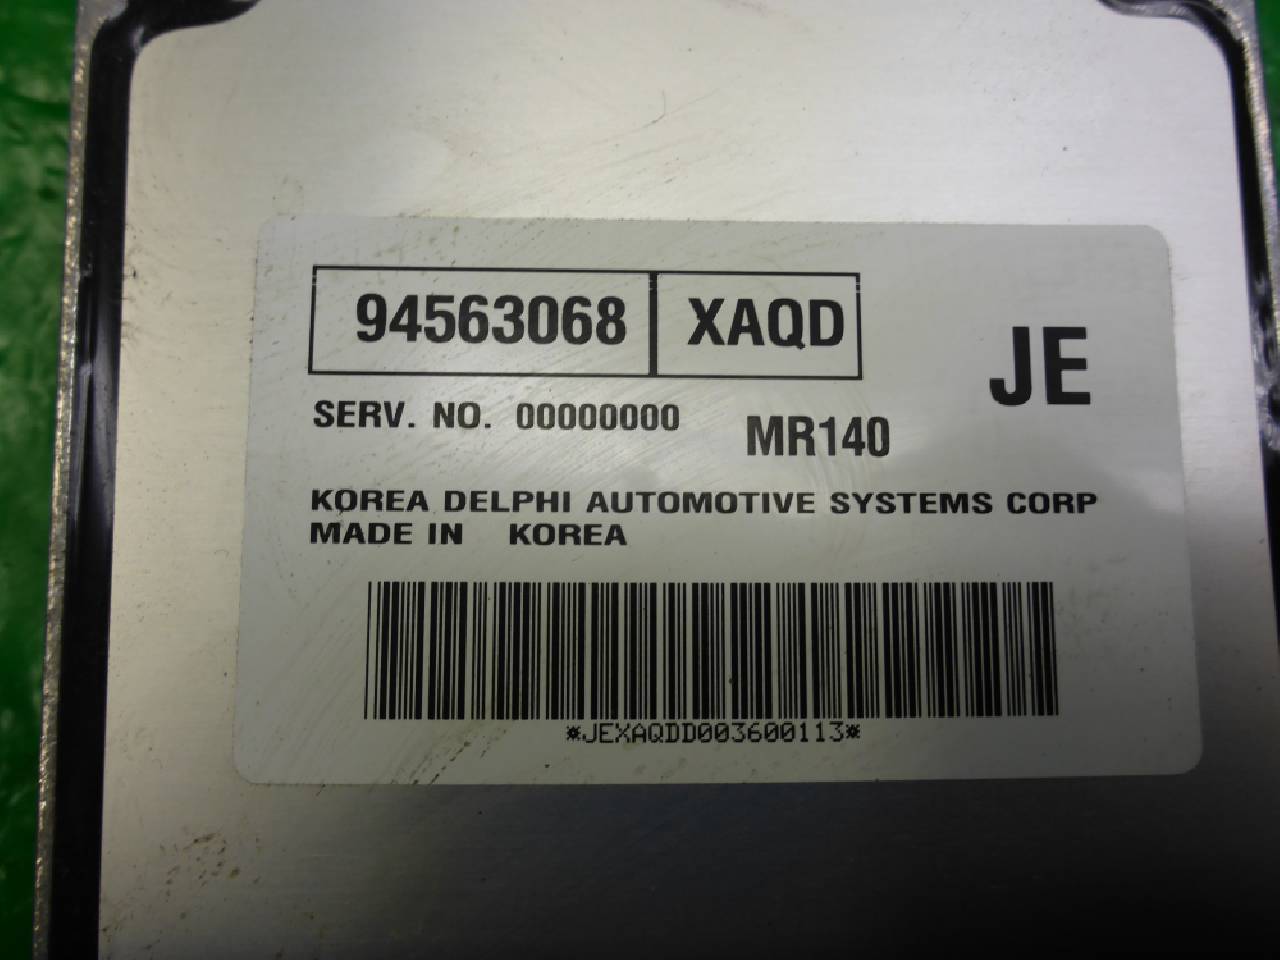 94563068 XAQD
JE
SERV. NO. 00000000 MR140
KOREA DELPHI AUTOMOTIVE SYSTEMS CORP
MADE IN KOREA
*JEXAQDD003600113*